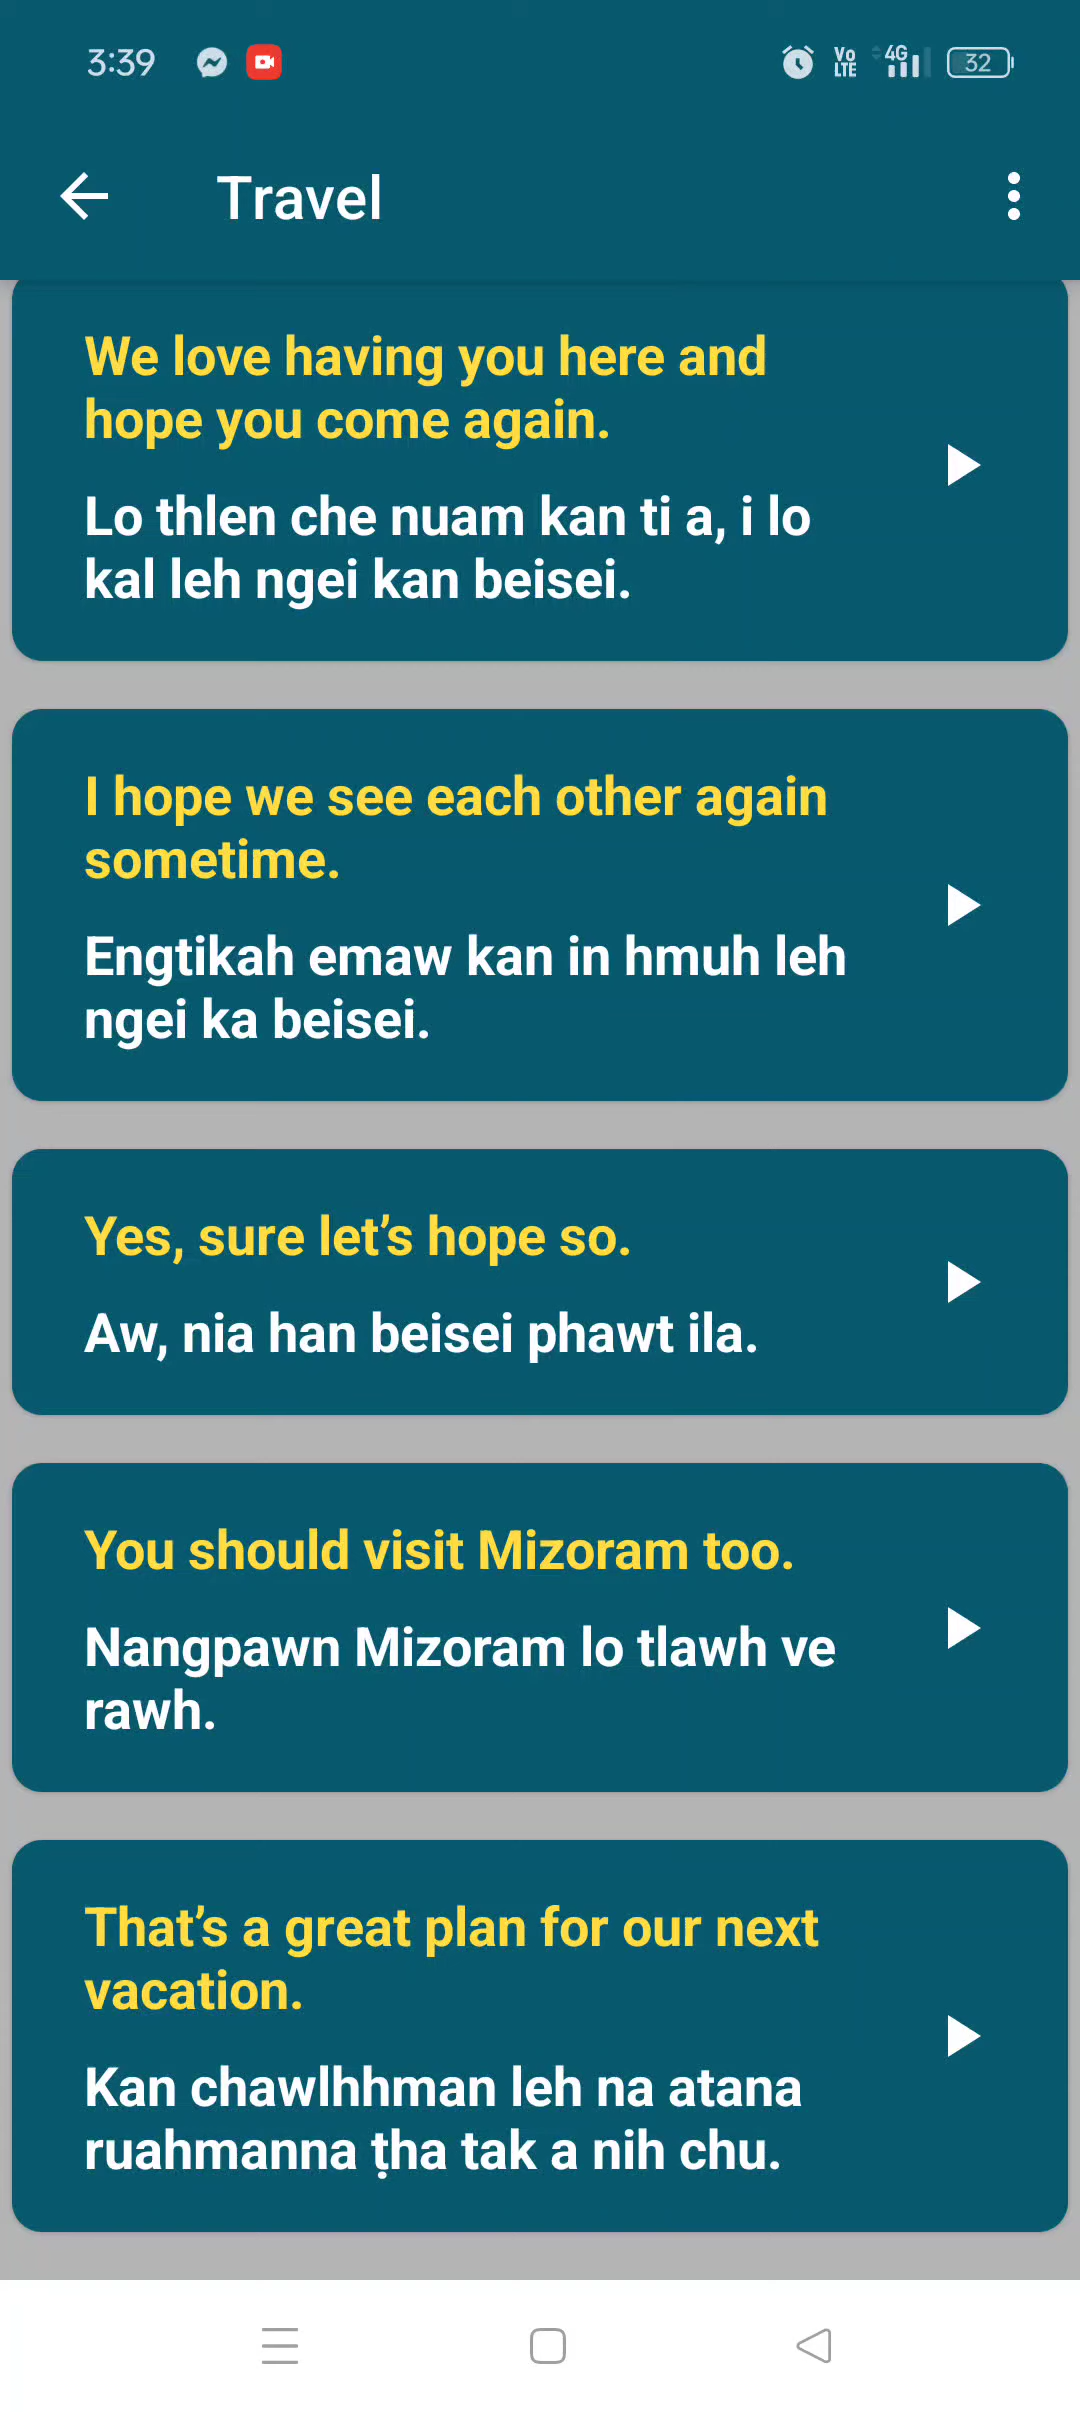 3:39
Vo
LTE
4G
32
Travel
We love having you here and
hope you come again.
Lo thlen che nuam kan ti a, i lo
kal leh ngei kan beisei.
I hope we see each other again
sometime.
Engtikah emaw kan in hmuh leh
ngei ka beisei.
Yes, sure let’s hope so.
Aw, nia han beisei phawt ila.
You should visit Mizoram too.
Nangpawn Mizoram lo tlawh ve
rawh.
That’s a great plan for our next
vacation.
Kan chawlhhman leh na atana
ruahmanna ṭha tak a nih chu.